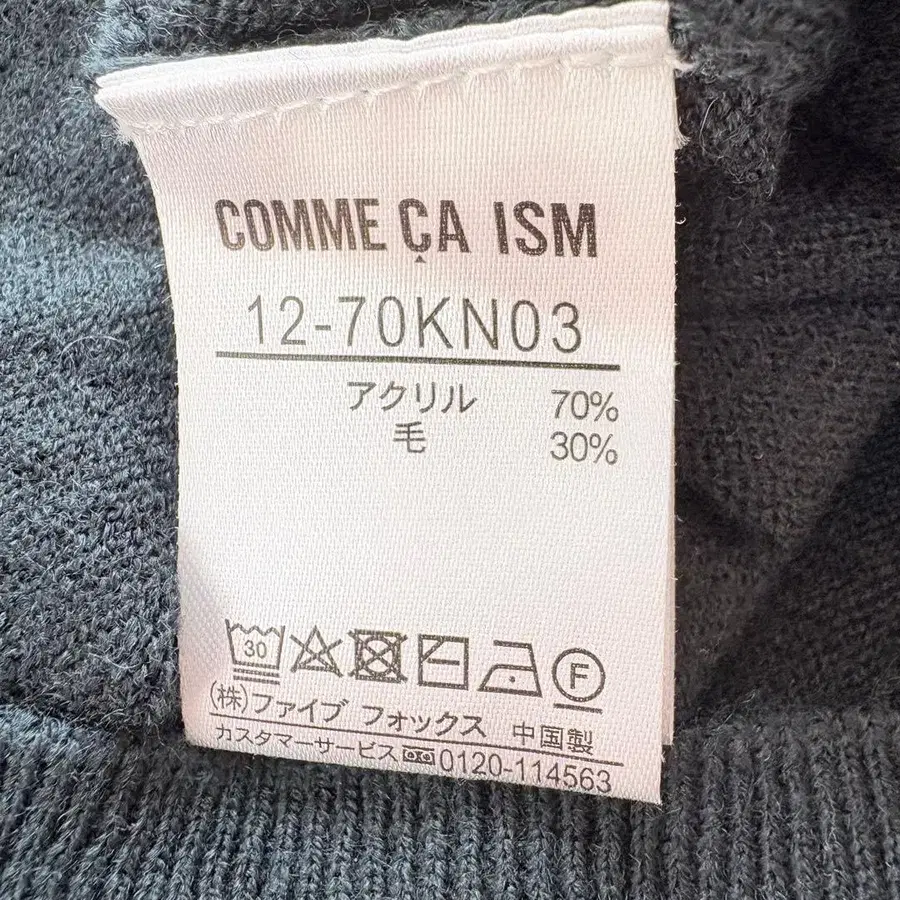 COMME ÇA ISM
12-70KN03
アクリル 70%
毛 30%
30 F
(株)ファイブ フォックス 中国製
カスタマーサービス 0120-114563